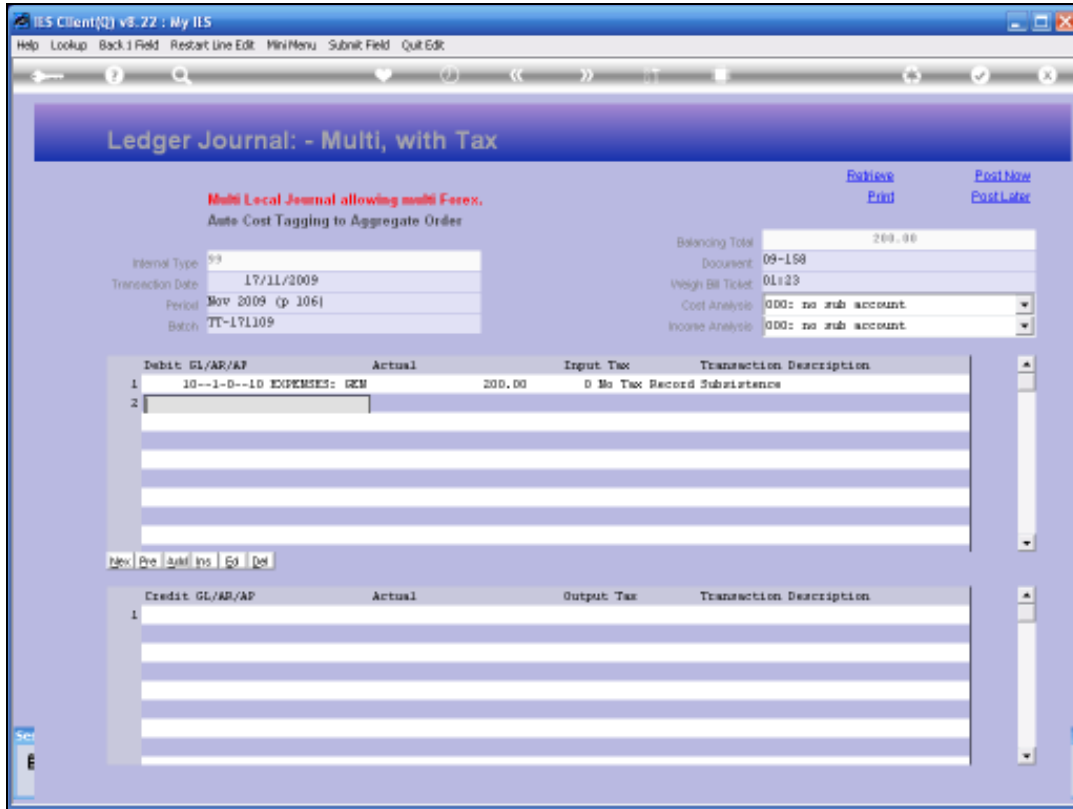 IES Client(Q) v8.22 : My IES
Help Lookup Back 1 Field Restart Line Edit MiniMenu Submit Field Quit Edit
Ledger Journal: - Multi, with Tax
Retrieve Post Now
Multi Local Journal allowing multi Forex. Print Post Later
Auto Cost Tagging to Aggregate Order
Balancing Total 200.00
Internal Type 99 Document 09-158
Transaction Date 17/11/2009 Weigh Bill Ticket 01:23
Period Nov 2009 (p 106) Cost Analysis 000: no sub account
Batch TT-171109 Income Analysis 000: no sub account
Debit GL/AR/AP Actual Input Tax Transaction Description
1 10--1-0--10 EXPENSES: GEN 200.00 0 No Tax Record Subsistence
2
Nex Pre Add Ins Ed Del
Credit GL/AR/AP Actual Output Tax Transaction Description
1